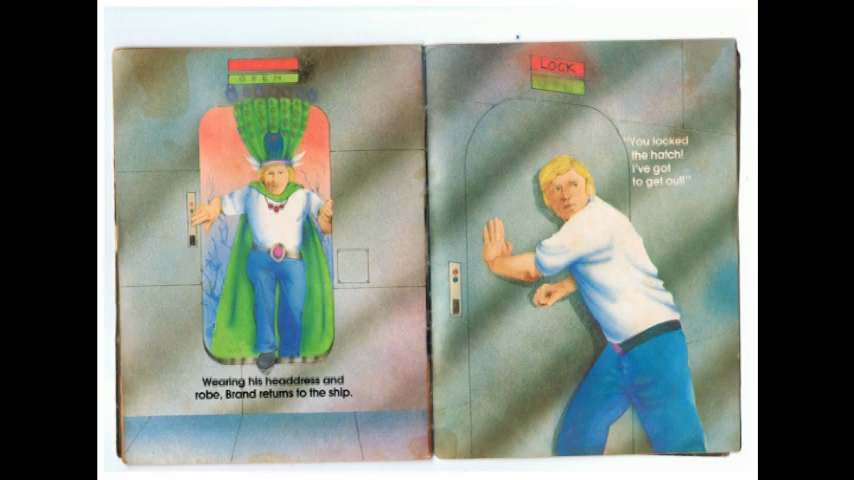 OPEN
Wearing his headdress and
robe, Brand returns to the ship.
LOCK
"You locked
the hatch!
I've got
to get out!"